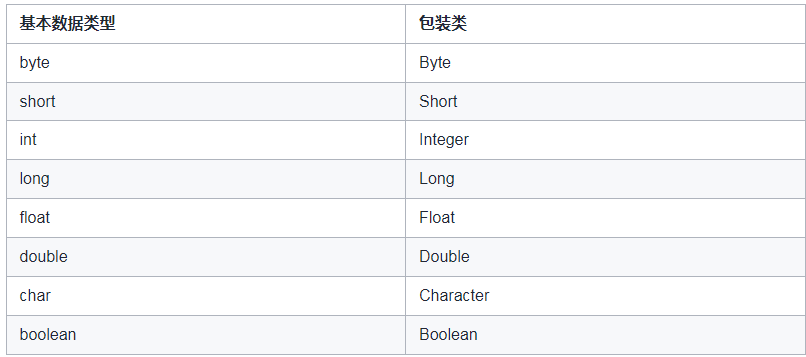 基本数据类型 包装类
byte Byte
short Short
int Integer
long Long
float Float
double Double
char Character
boolean Boolean